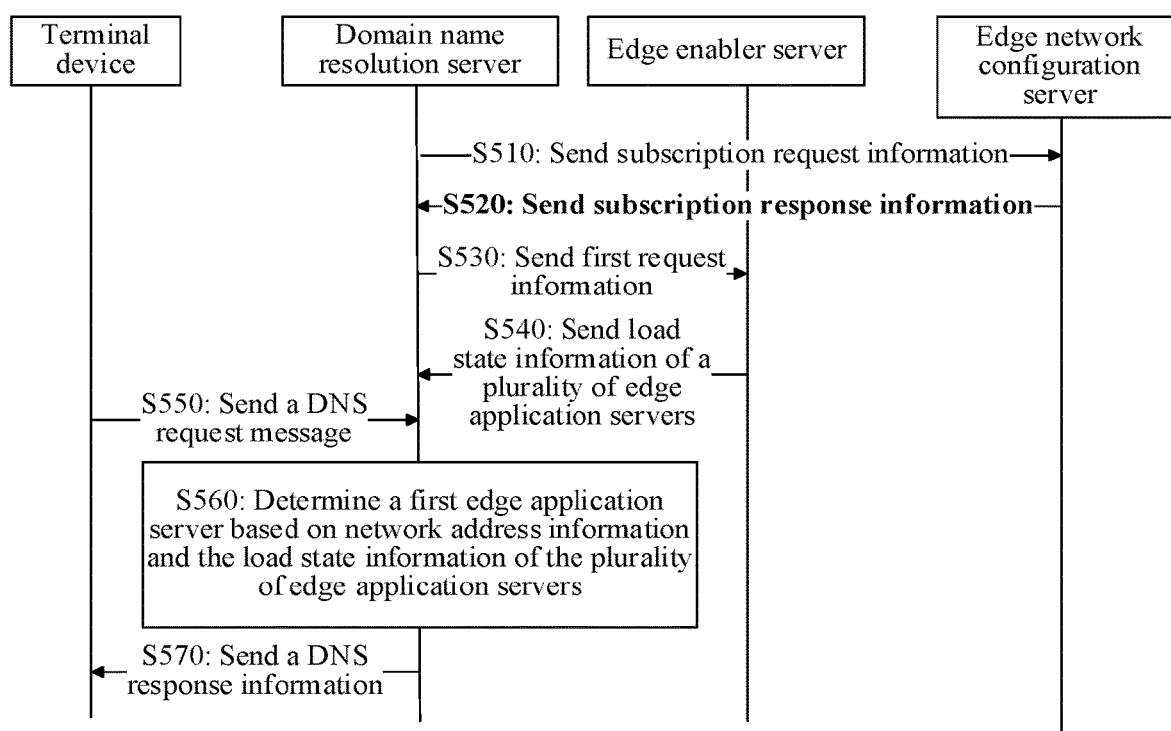 Terminal
device
Domain name
resolution server
Edge enabler server
Edge network
configuration
server
S510: Send subscription request information
S520: Send subscription response information
S530: Send first request
information
S540: Send load
state information of a
plurality of edge
application servers
S550: Send a DNS
request message
S560: Determine a first edge application
server based on network address information
and the load state information of the plurality
of edge application servers
S570: Send a DNS
response information